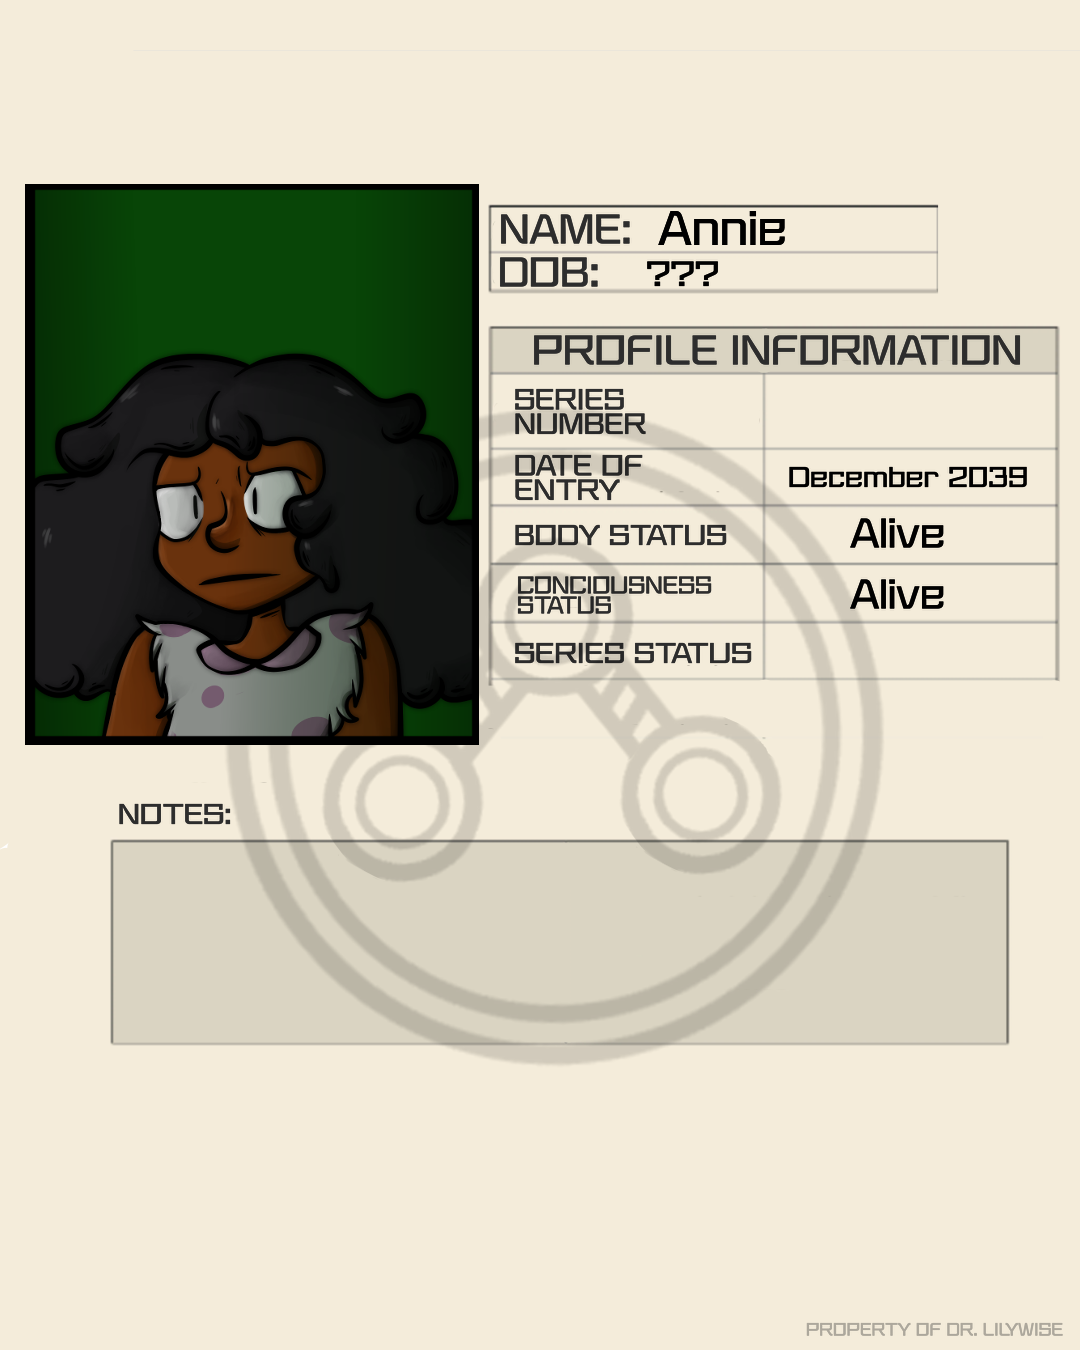 NAME: Annie
DOB: ???
PROFILE INFORMATION
SERIES
NUMBER
DATE OF
ENTRY
December 2039
BODY STATUS
Alive
CONCIOUSNESS
STATUS
Alive
SERIES STATUS
NOTES:
PROPERTY OF DR. LILYWISE